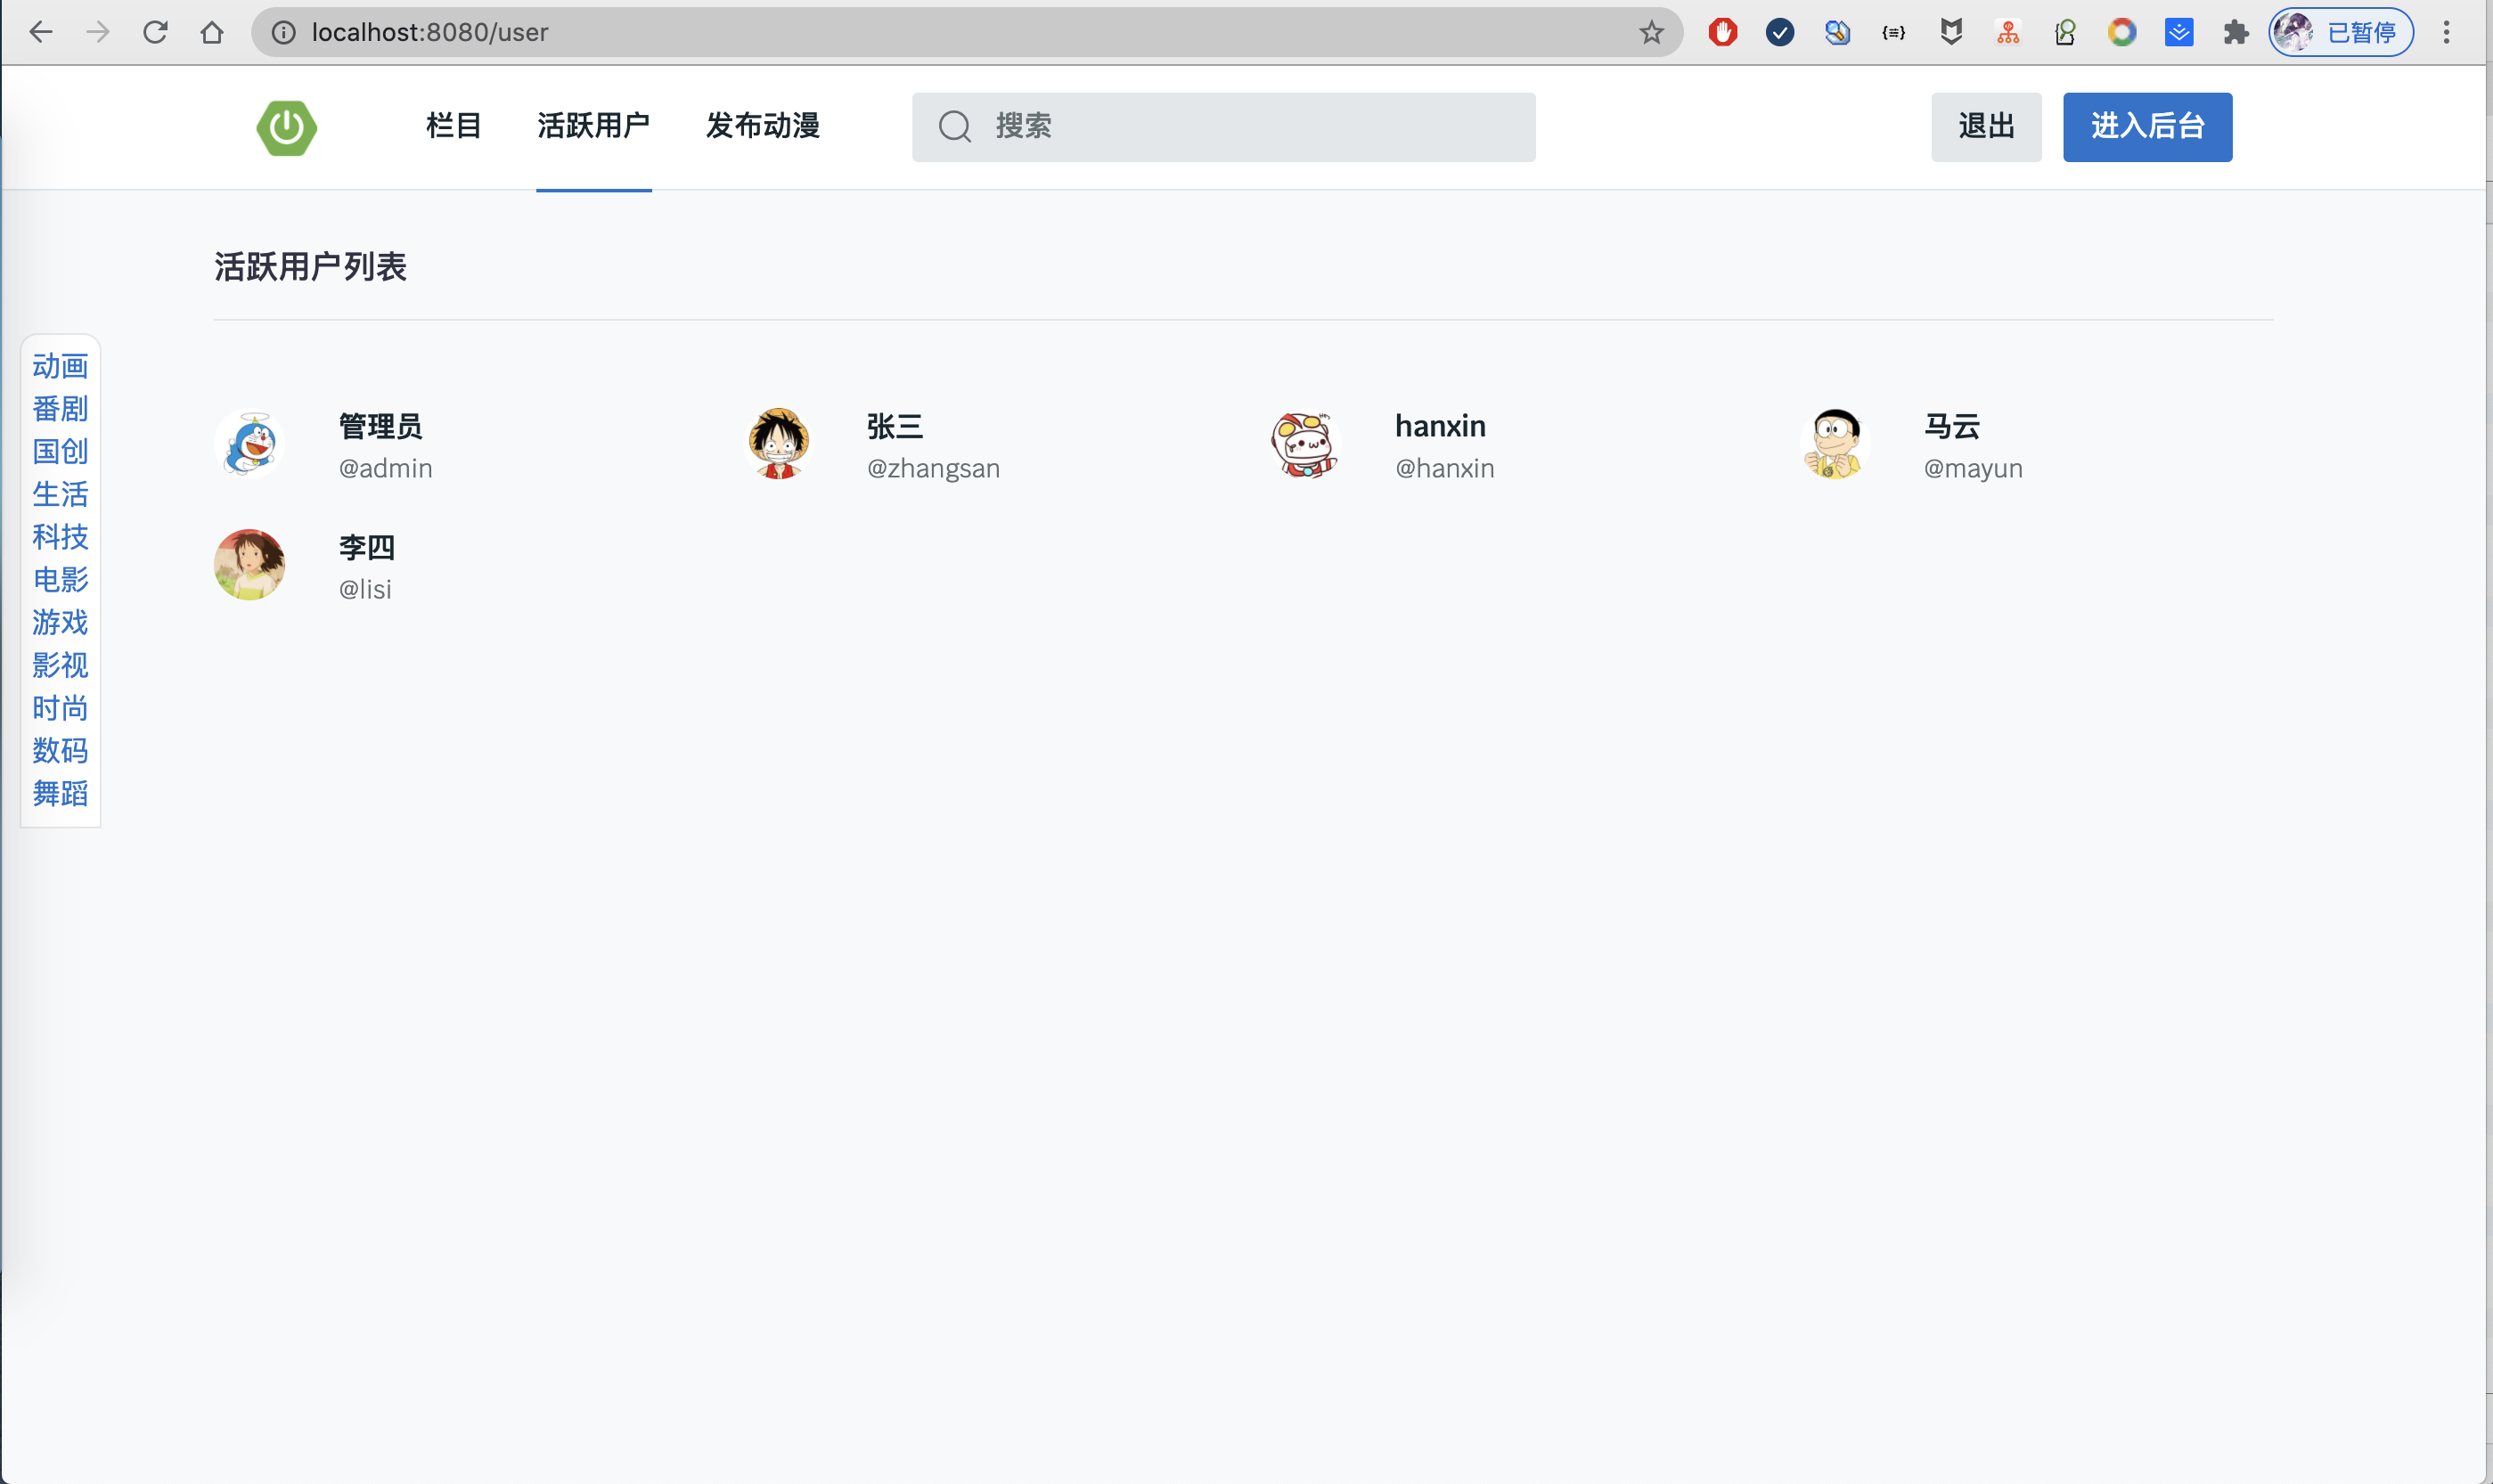 localhost:8080/user
已暂停
栏目 活跃用户 发布动漫 搜索 退出 进入后台
活跃用户列表
动画
番剧
国创
生活
科技
电影
游戏
影视
时尚
数码
舞蹈
管理员
@admin
张三
@zhangsan
hanxin
@hanxin
马云
@mayun
李四
@lisi